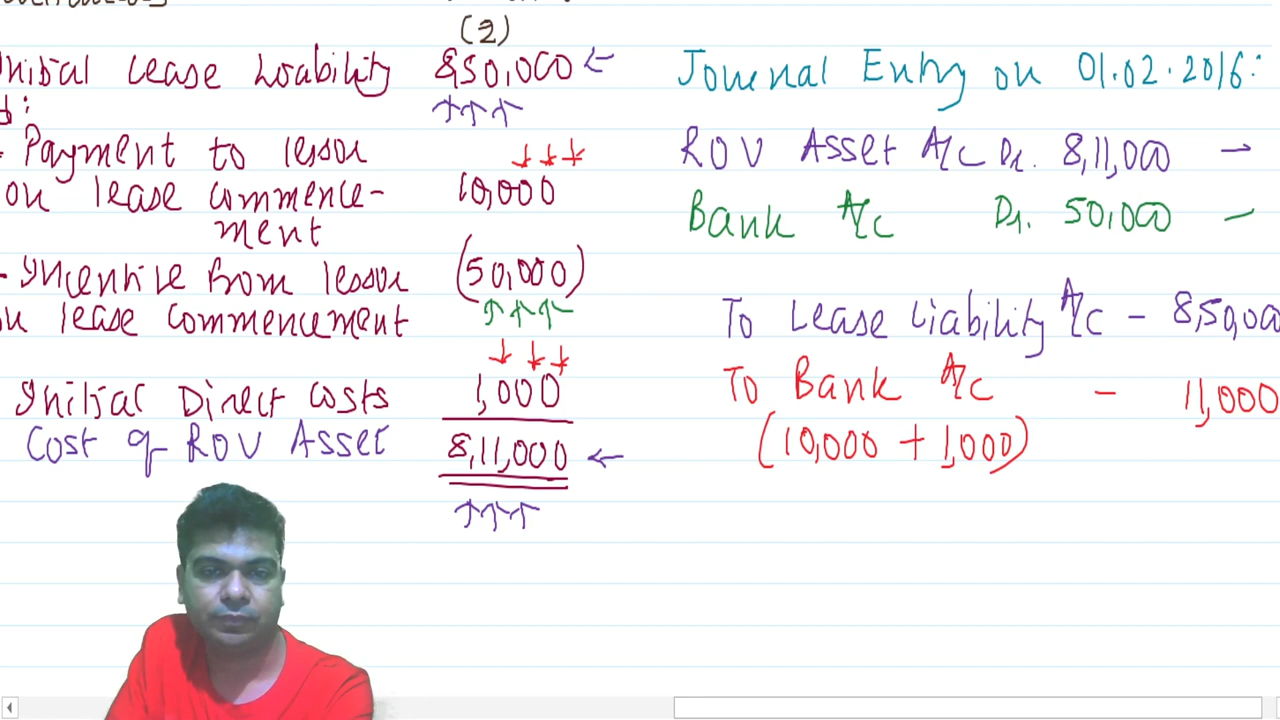 (2)
nitial Lease Liability 850,000 ←
d:
- Payment to lessor
on lease commence- 10,000
ment
- Incentive from lessor (50,000)
on lease commencement
Initial Direct Costs 1,000
Cost of ROU Asset 8,11,000 ←
Journal Entry on 01.02.2016:
ROU Asset A/C Dr. 8,11,000 -
Bank A/C Dr. 50,000 -
To Lease Liability A/C - 8,50,000
To Bank A/C - 11,000
(10,000 + 1,000)